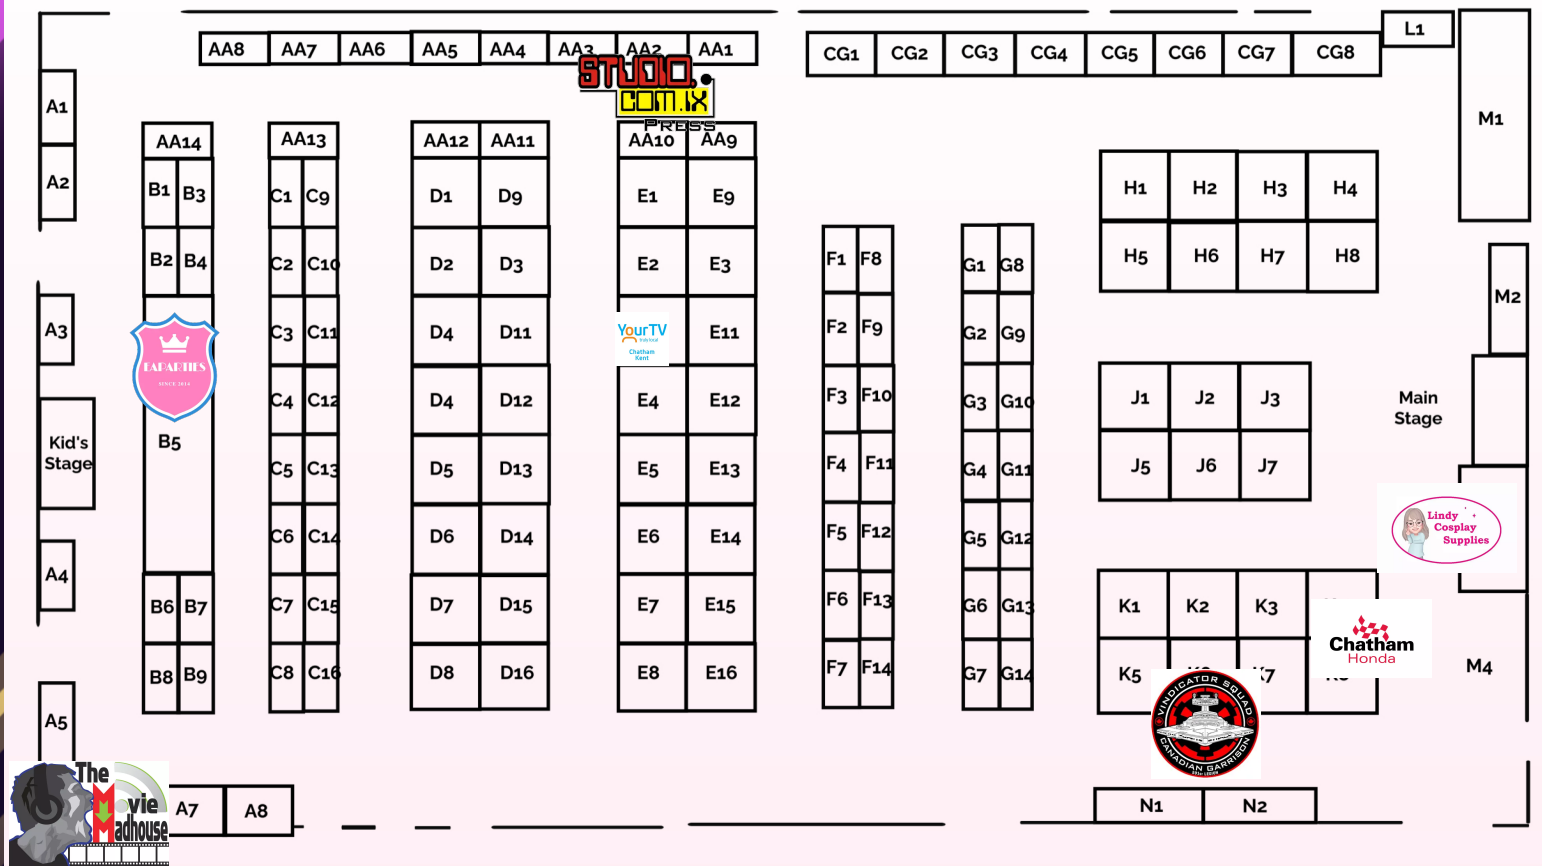 AA8 AA7 AA6 AA5 AA4 AA3 AA2 AA1
CG1 CG2 CG3 CG4 CG5 CG6 CG7 CG8
L1
STUDIO.
COM.IX
PRESS
A1
A2
A3
Kid's
Stage
A4
A5
AA14
B1 B3
B2 B4
EAPARTIES
SINCE 2014
B5
B6 B7
B8 B9
AA13
C1 C9
C2 C10
C3 C11
C4 C12
C5 C13
C6 C14
C7 C15
C8 C16
AA12 AA11
D1 D9
D2 D3
D4 D11
D4 D12
D5 D13
D6 D14
D7 D15
D8 D16
AA10 AA9
E1 E9
E2 E3
YourTV
Chatham
Kent
E11
E4 E12
E5 E13
E6 E14
E7 E15
E8 E16
F1 F8
F2 F9
F3 F10
F4 F11
F5 F12
F6 F13
F7 F14
G1 G8
G2 G9
G3 G10
G4 G11
G5 G12
G6 G13
G7 G14
H1 H2 H3 H4
H5 H6 H7 H8
J1 J2 J3
J5 J6 J7
K1 K2 K3
K5 K7
M1
M2
Main
Stage
Lindy
Cosplay
Supplies
Chatham
Honda
M4
VINDICATOR SQUAD
CANADIAN GARRISON
501st LEGION
N1 N2
The
Movie
Madhouse
A7 A8